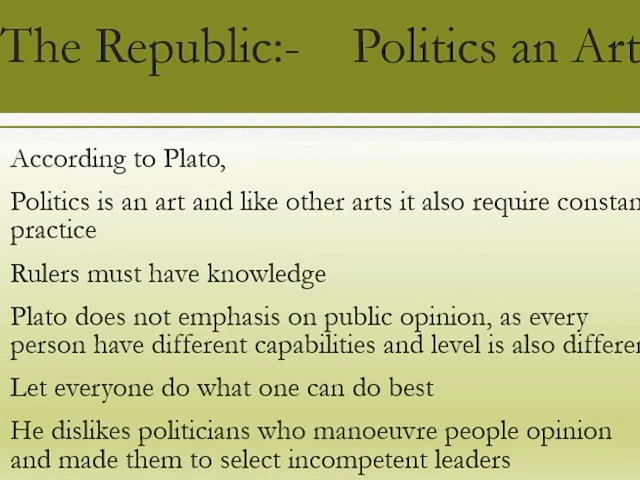 The Republic:- Politics an Art
According to Plato,
Politics is an art and like other arts it also require constan
practice
Rulers must have knowledge
Plato does not emphasis on public opinion, as every
person have different capabilities and level is also differe
Let everyone do what one can do best
He dislikes politicians who manoeuvre people opinion
and made them to select incompetent leaders